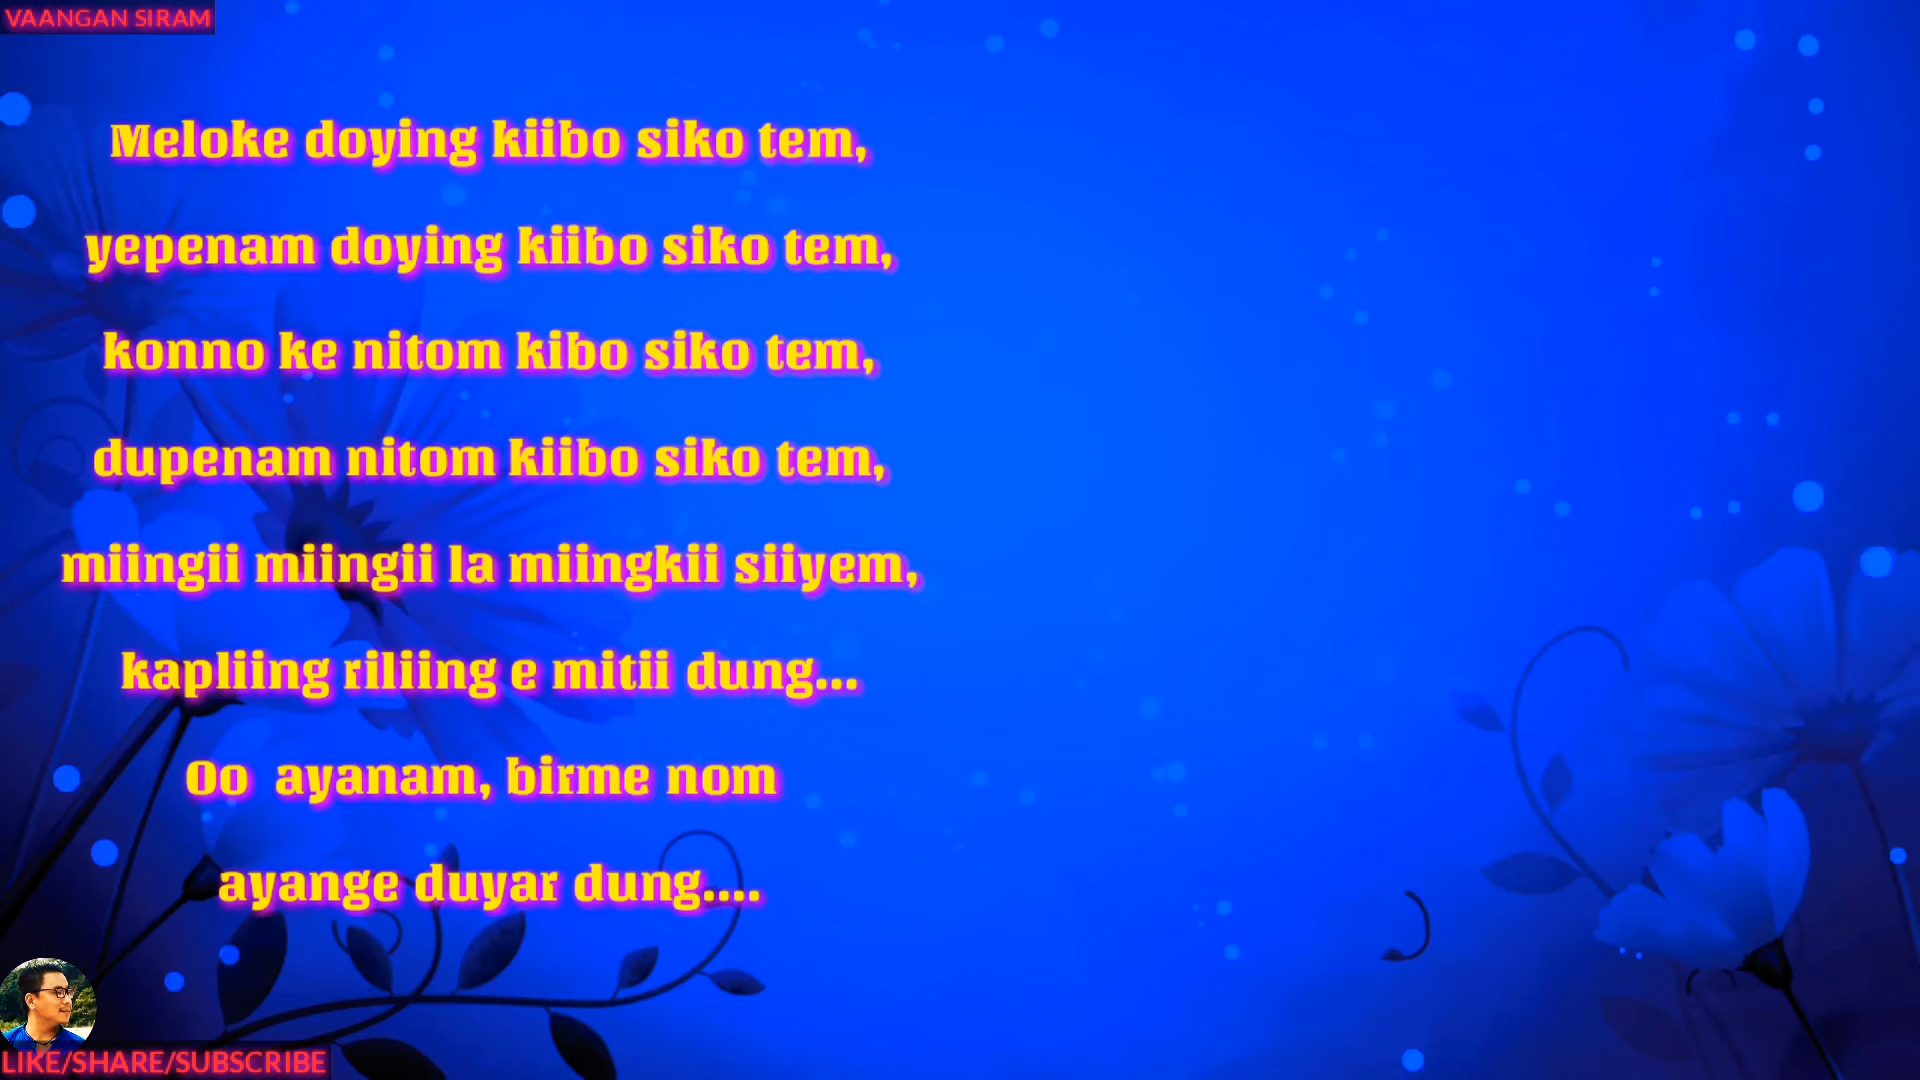 VAANGAN SIRAM
Meloke doying kiibo siko tem,
yepenam doying kiibo siko tem,
konno ke nitom kibo siko tem,
dupenam nitom kiibo siko tem,
miingii miingii la miingkii siiyem,
kapliing riliing e mitii dung...
Oo  ayanam, birme nom
ayange duyar dung....
LIKE/SHARE/SUBSCRIBE